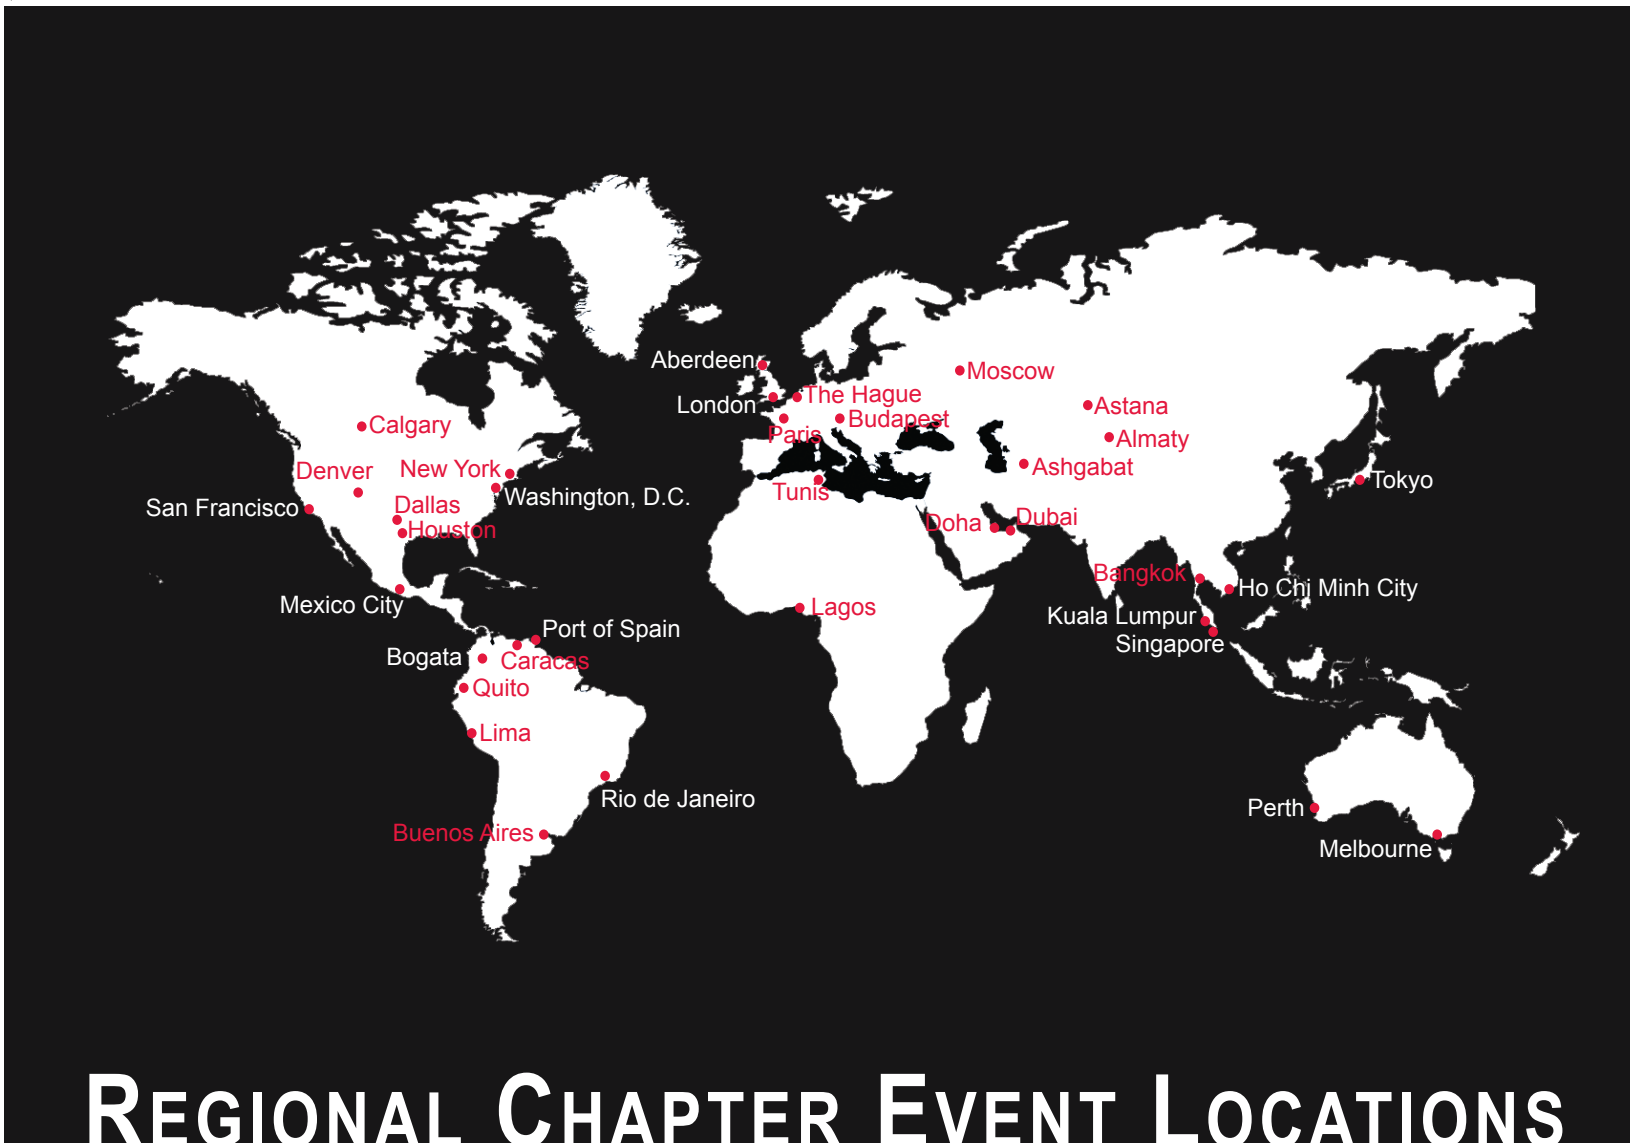 Aberdeen
Moscow
London
The Hague
Astana
Calgary
Paris
Budapest
Almaty
Denver
New York
Ashgabat
San Francisco
Dallas
Washington, D.C.
Tunis
Tokyo
Houston
Doha
Dubai
Mexico City
Bangkok
Ho Chi Minh City
Lagos
Kuala Lumpur
Port of Spain
Singapore
Bogata
Caracas
Quito
Lima
Rio de Janeiro
Perth
Buenos Aires
Melbourne
REGIONAL CHAPTER EVENT LOCATIONS